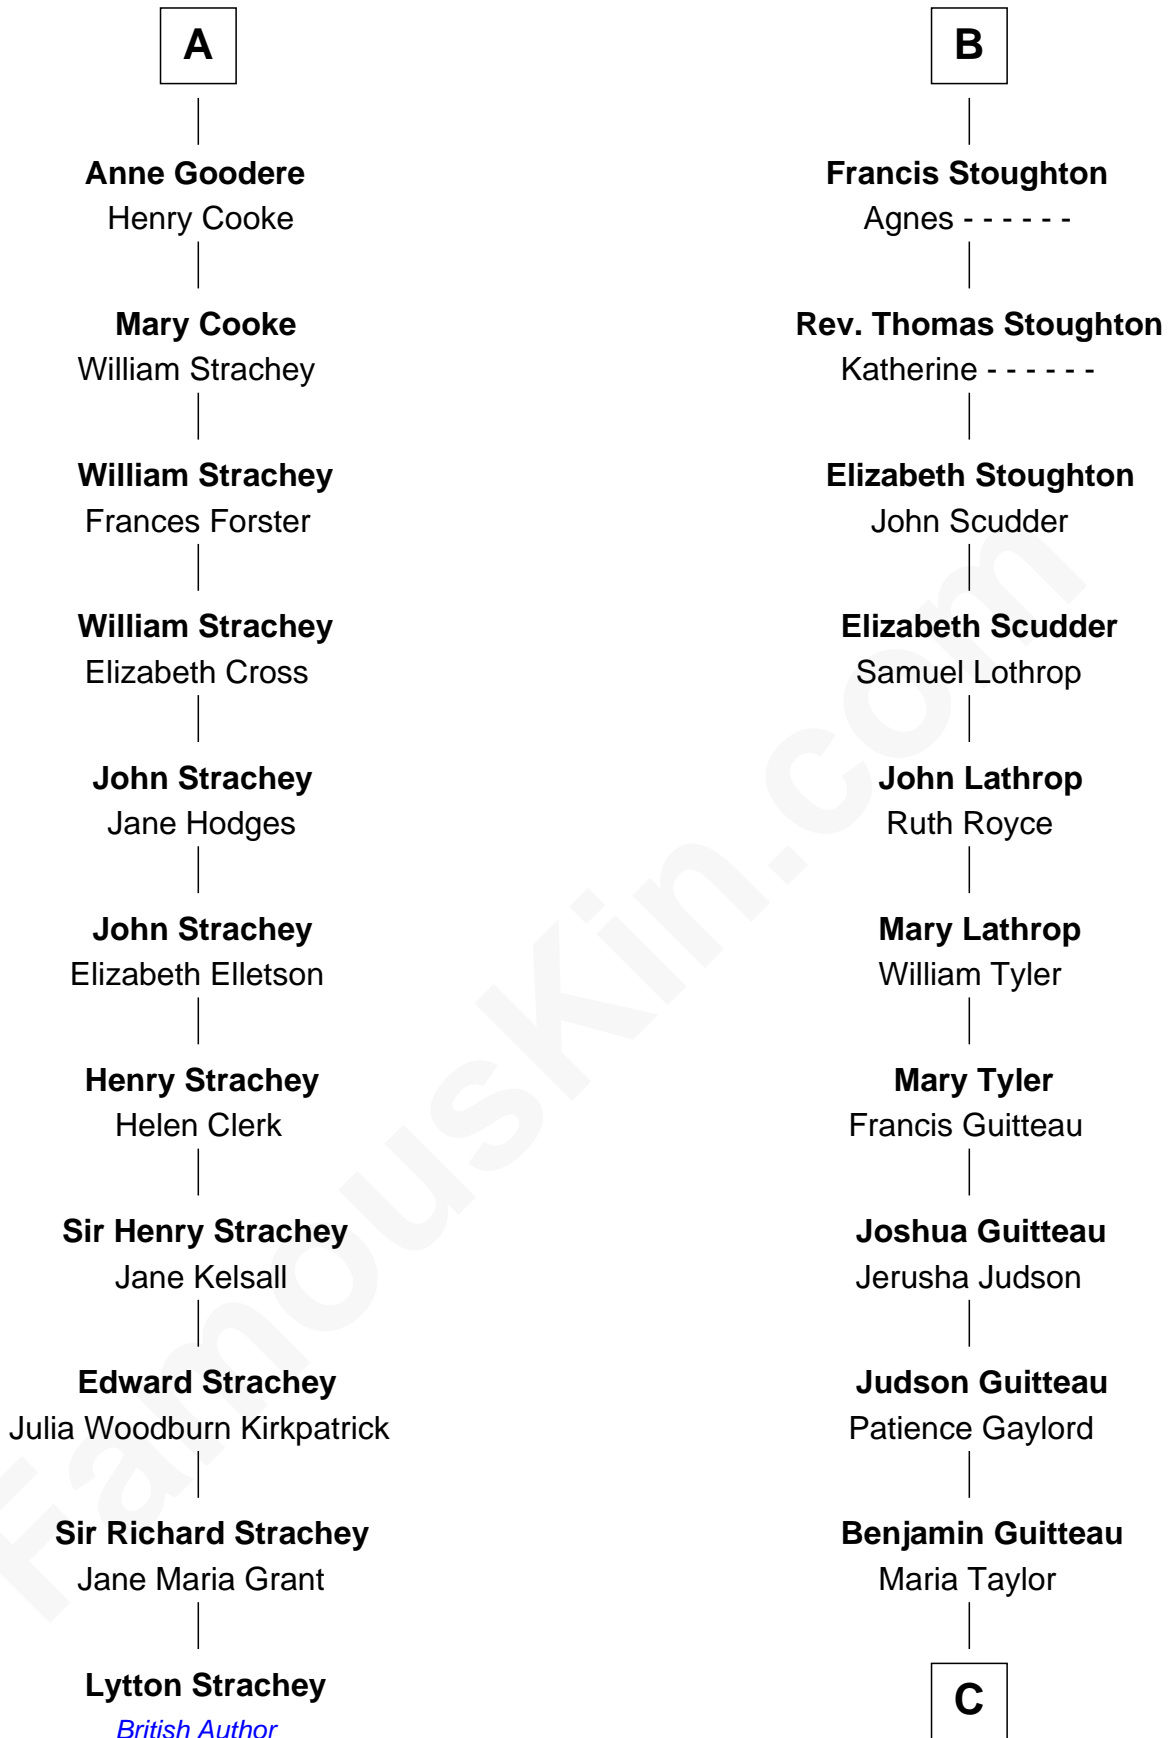 A
Anne Goodere
Henry Cooke
Mary Cooke
William Strachey
William Strachey
Frances Forster
William Strachey
Elizabeth Cross
John Strachey
Jane Hodges
John Strachey
Elizabeth Elletson
Henry Strachey
Helen Clerk
Sir Henry Strachey
Jane Kelsall
Edward Strachey
Julia Woodburn Kirkpatrick
Sir Richard Strachey
Jane Maria Grant
Lytton Strachey
British Author
B
Francis Stoughton
Agnes - - - - - -
Rev. Thomas Stoughton
Katherine - - - - - -
Elizabeth Stoughton
John Scudder
Elizabeth Scudder
Samuel Lothrop
John Lathrop
Ruth Royce
Mary Lathrop
William Tyler
Mary Tyler
Francis Guitteau
Joshua Guitteau
Jerusha Judson
Judson Guitteau
Patience Gaylord
Benjamin Guitteau
Maria Taylor
C
FamousKin.com